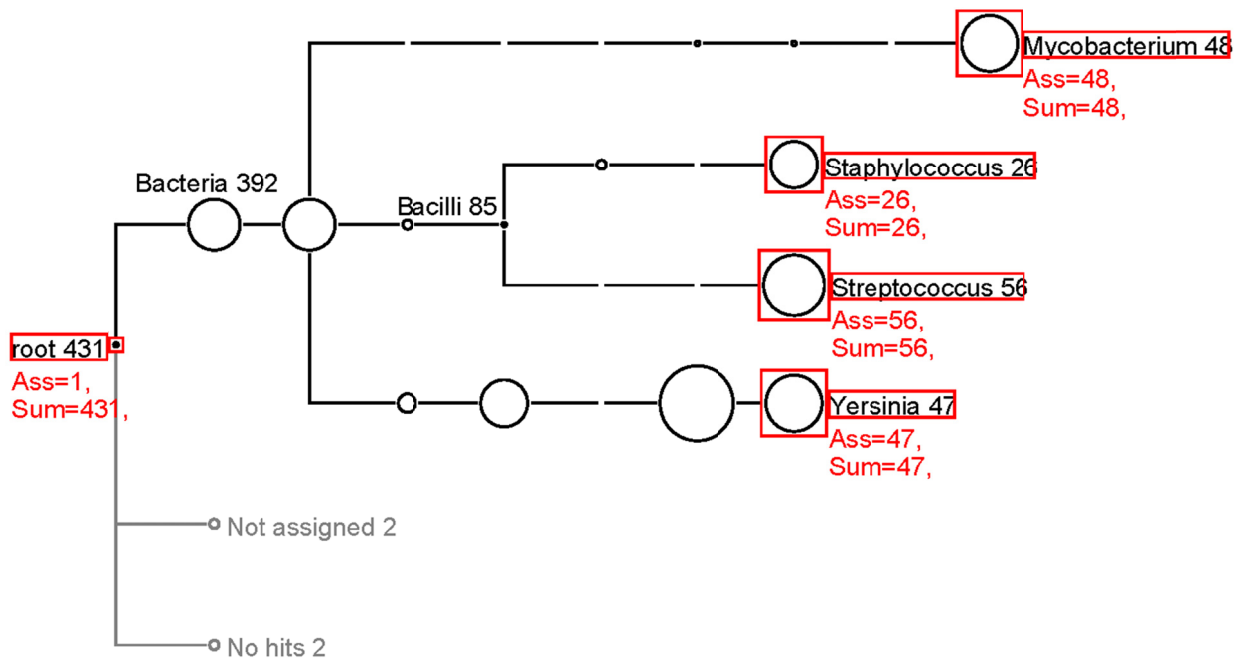 Mycobacterium 48
Ass=48,
Sum=48,
Staphylococcus 26
Ass=26,
Sum=26,
Bacteria 392
Bacilli 85
Streptococcus 56
Ass=56,
Sum=56,
root 431
Ass=1,
Sum=431,
Yersinia 47
Ass=47,
Sum=47,
Not assigned 2
No hits 2